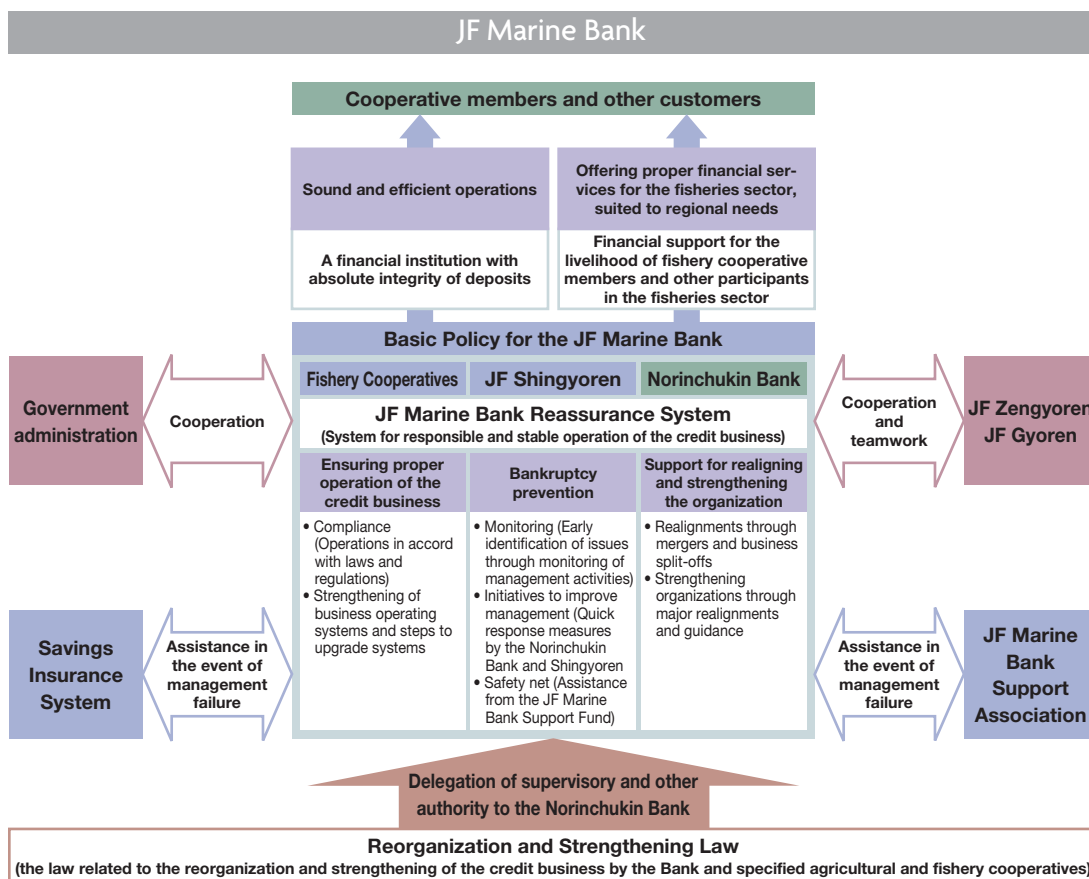 JF Marine Bank
Cooperative members and other customers
Sound and efficient operations
A financial institution with
absolute integrity of deposits
Offering proper financial ser-
vices for the fisheries sector,
suited to regional needs
Financial support for the
livelihood of fishery cooperative
members and other participants
in the fisheries sector
Basic Policy for the JF Marine Bank
Fishery Cooperatives
JF Shingyoren
Norinchukin Bank
JF Marine Bank Reassurance System
(System for responsible and stable operation of the credit business)
Government
administration
Cooperation
Cooperation
and
teamwork
JF Zengyoren
JF Gyoren
Ensuring proper
operation of the
credit business
• Compliance
(Operations in accord
with laws and
regulations)
• Strengthening of
business operating
systems and steps to
upgrade systems
Bankruptcy
prevention
• Monitoring (Early
identification of issues
through monitoring of
management activities)
• Initiatives to improve
management (Quick
response measures
by the Norinchukin
Bank and Shingyoren
• Safety net (Assistance
from the JF Marine
Bank Support Fund)
Support for realigning
and strengthening
the organization
• Realignments through
mergers and business
split-offs
• Strengthening
organizations through
major realignments
and guidance
Savings
Insurance
System
Assistance in
the event of
management
failure
Assistance in
the event of
management
failure
JF Marine
Bank
Support
Association
Delegation of supervisory and other
authority to the Norinchukin Bank
Reorganization and Strengthening Law
(the law related to the reorganization and strengthening of the credit business by the Bank and specified agricultural and fishery cooperatives)